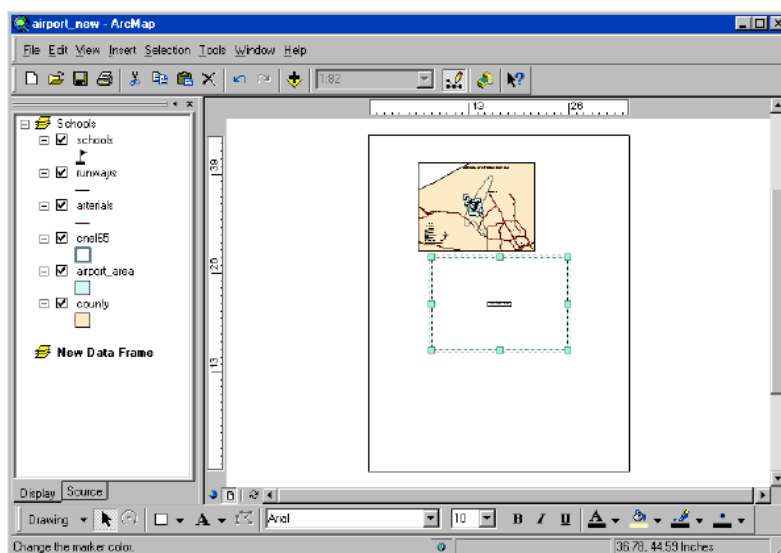 airport_new - ArcMap
File Edit View Insert Selection Tools Window Help
1:82
13 26
Schools
schools
runways
arterials
cnel65
airport_area
county
New Data Frame
39
26
13
Display Source
Drawing A Arial 10 B I U A
Change the marker color. 36.78, 44.59 Inches